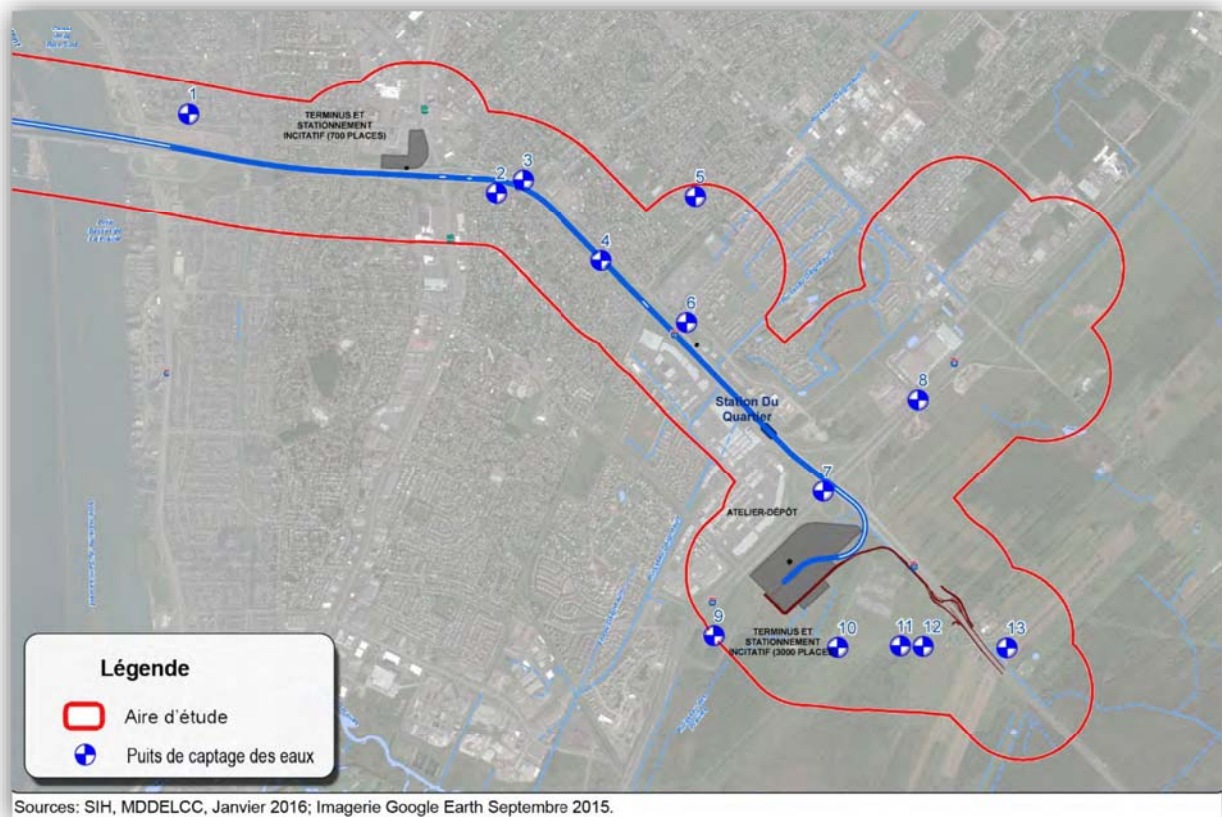 1
TERMINUS ET
STATIONNEMENT
INCITATIF (700 PLACES)
2
3
5
4
6
8
Station Du
Quartier
7
ATELIER-DÉPÔT
9
TERMINUS ET
STATIONNEMENT
INCITATIF (3000 PLACES
10
11
12
13
Légende
Aire d'étude
Puits de captage des eaux
Sources: SIH, MDDELCC, Janvier 2016; Imagerie Google Earth Septembre 2015.